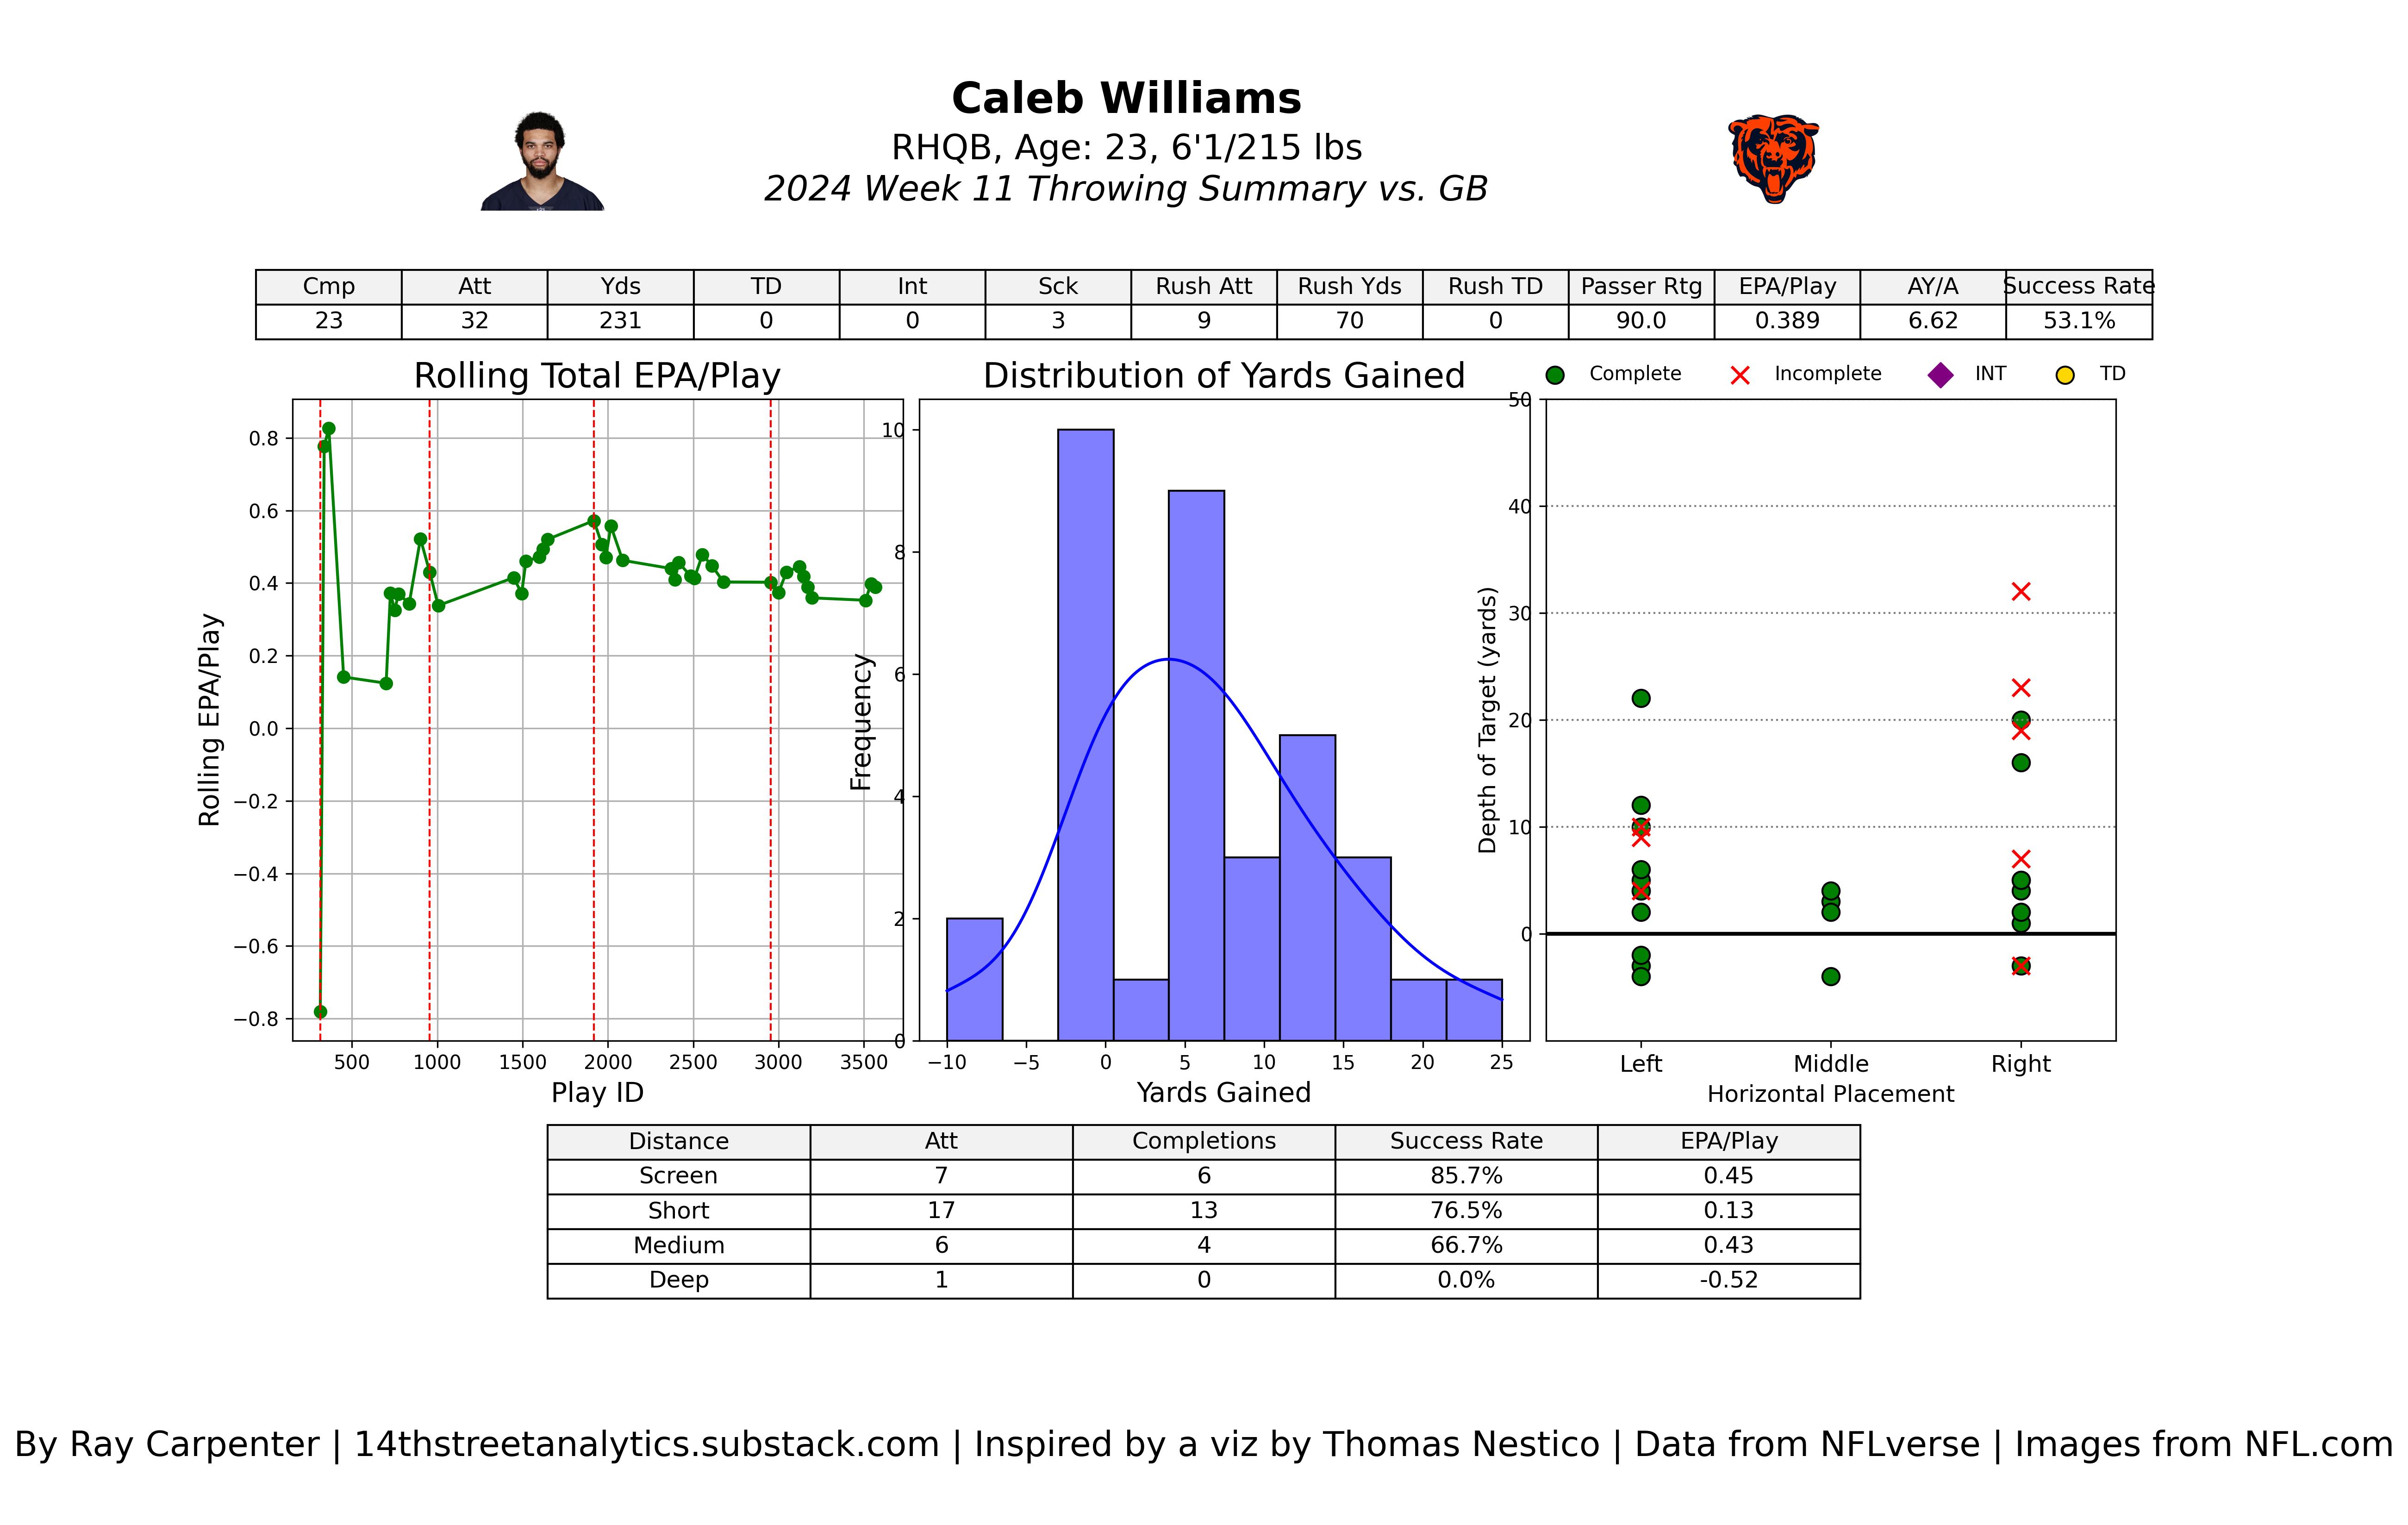 Caleb Williams
RHQB, Age: 23, 6'1/215 lbs
2024 Week 11 Throwing Summary vs. GB
Cmp Att Yds TD Int Sck Rush Att Rush Yds Rush TD Passer Rtg EPA/Play AY/A Success Rate
23 32 231 0 0 3 9 70 0 90.0 0.389 6.62 53.1%
Rolling Total EPA/Play
Rolling EPA/Play
0.8
0.6
0.4
0.2
0.0
−0.2
−0.4
−0.6
−0.8
500 1000 1500 2000 2500 3000 3500
Play ID
Distribution of Yards Gained
Frequency
10
8
6
4
2
0
−10 −5 0 5 10 15 20 25
Yards Gained
Complete Incomplete INT TD
Depth of Target (yards)
50
40
30
20
10
0
Left Middle Right
Horizontal Placement
Distance Att Completions Success Rate EPA/Play
Screen 7 6 85.7% 0.45
Short 17 13 76.5% 0.13
Medium 6 4 66.7% 0.43
Deep 1 0 0.0% -0.52
By Ray Carpenter | 14thstreetanalytics.substack.com | Inspired by a viz by Thomas Nestico | Data from NFLverse | Images from NFL.com